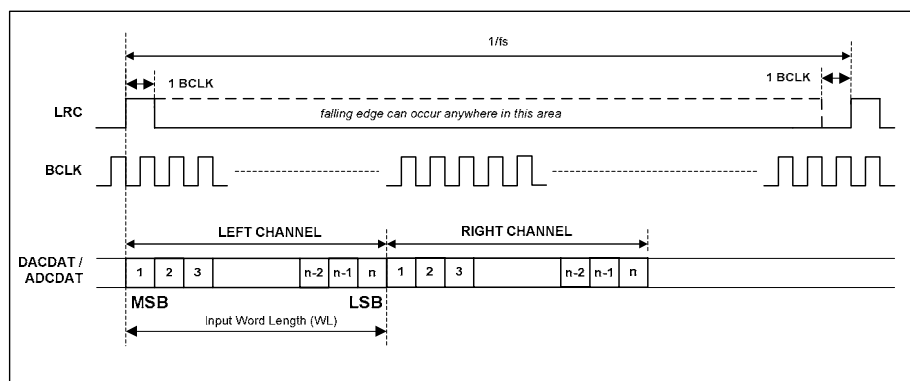 1/fs
1 BCLK
1 BCLK
LRC
falling edge can occur anywhere in this area
BCLK
LEFT CHANNEL
RIGHT CHANNEL
DACDAT /
ADCDAT
1 2 3 n-2 n-1 n 1 2 3 n-2 n-1 n
MSB LSB
Input Word Length (WL)